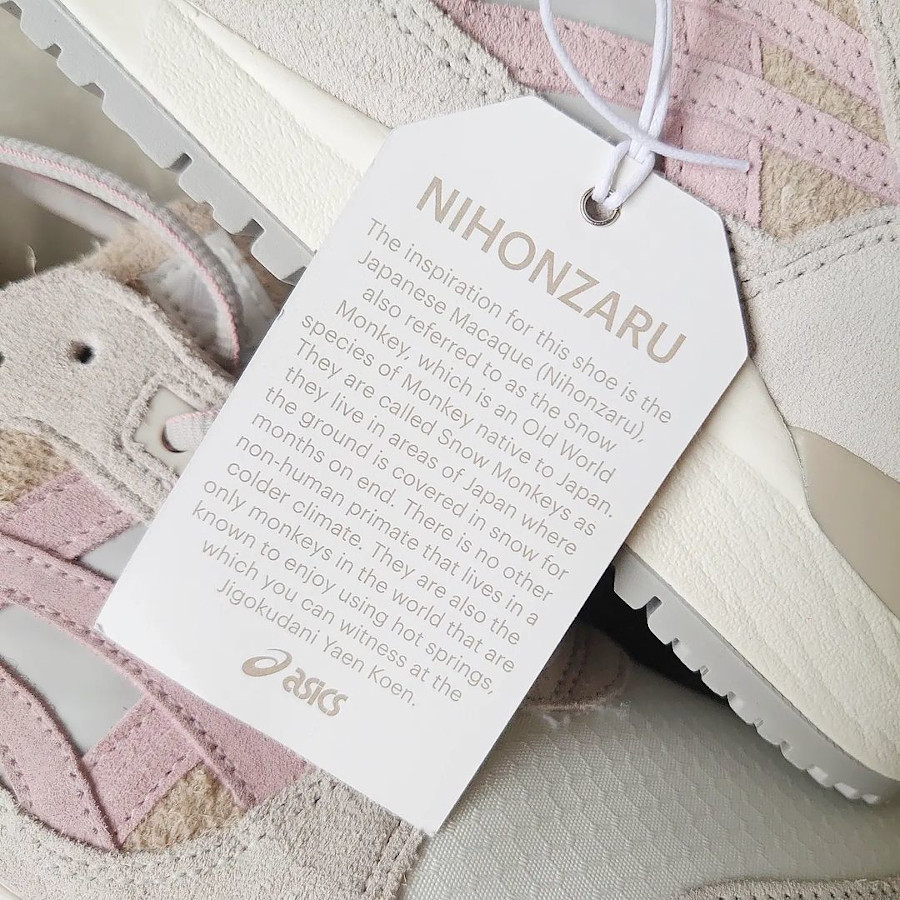 NIHONZARU
The inspiration for this shoe is the
Japanese Macaque (Nihonzaru),
also referred to as the Snow
Monkey, which is an Old World
species of Monkey native to Japan.
They are called Snow Monkeys as
they live in areas of Japan where
the ground is covered in snow for
months on end. There is no other
non-human primate that lives in a
colder climate. They are also the
only monkeys in the world that are
known to enjoy using hot springs,
which you can witness at the
Jigokudani Yaen Koen.
asics